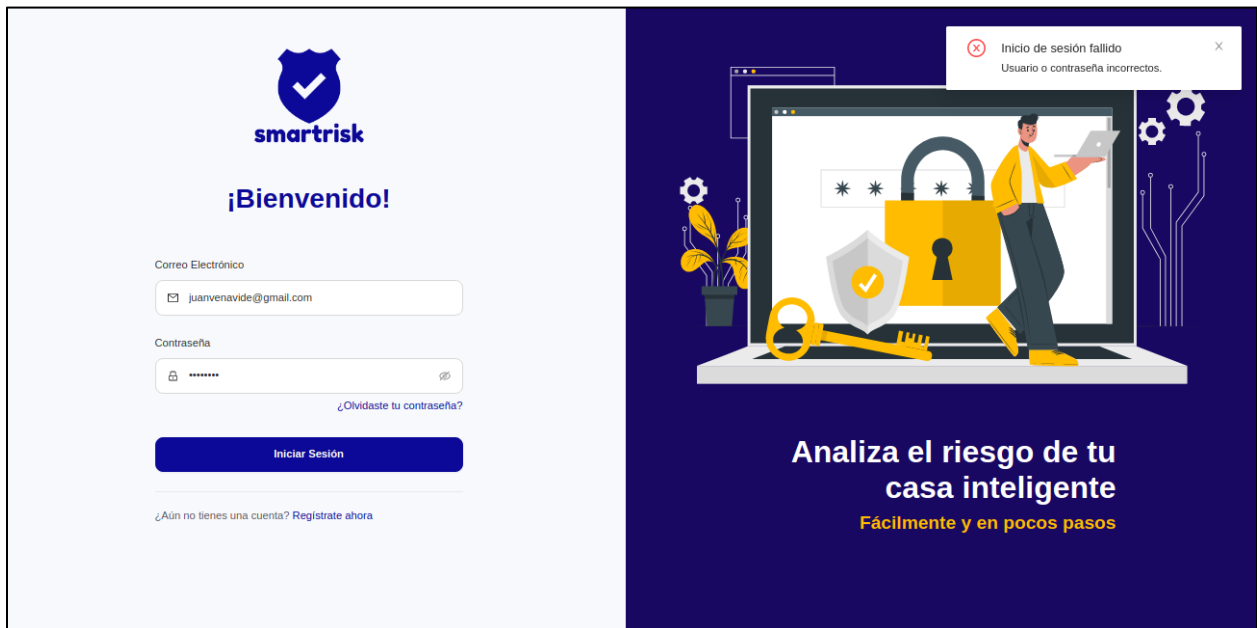 smartrisk
¡Bienvenido!
Correo Electrónico
juanvenavide@gmail.com
Contraseña
••••••••
¿Olvidaste tu contraseña?
Iniciar Sesión
¿Aún no tienes una cuenta? Regístrate ahora
Inicio de sesión fallido
Usuario o contraseña incorrectos.
Analiza el riesgo de tu
casa inteligente
Fácilmente y en pocos pasos